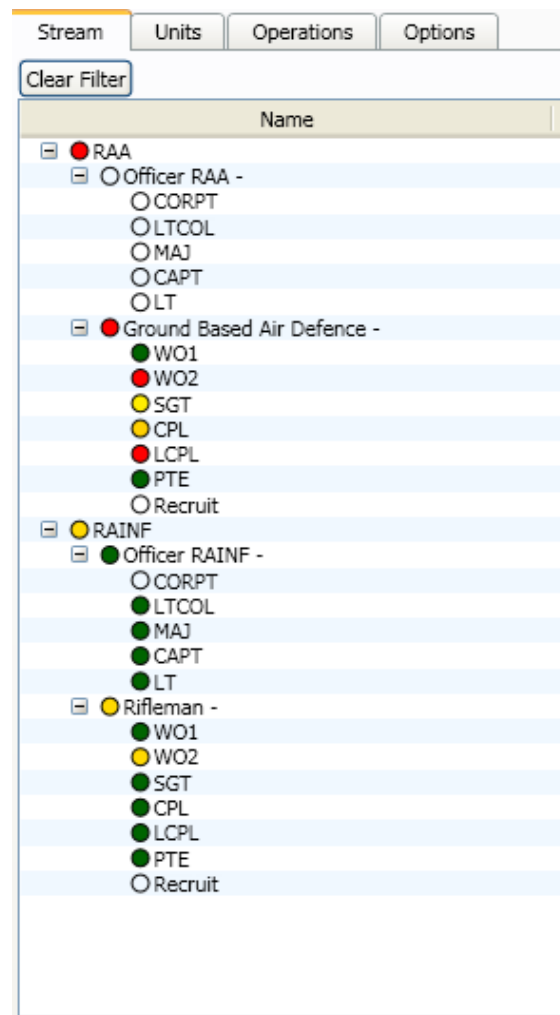 Stream Units Operations Options
Clear Filter
Name
RAA
Officer RAA -
CORPT
LTCOL
MAJ
CAPT
LT
Ground Based Air Defence -
WO1
WO2
SGT
CPL
LCPL
PTE
Recruit
RAINF
Officer RAINF -
CORPT
LTCOL
MAJ
CAPT
LT
Rifleman -
WO1
WO2
SGT
CPL
LCPL
PTE
Recruit